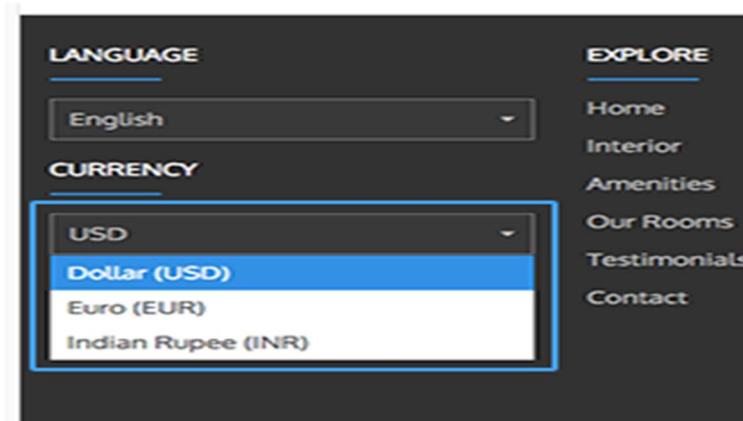 LANGUAGE
English
CURRENCY
USD
Dollar (USD)
Euro (EUR)
Indian Rupee (INR)
EXPLORE
Home
Interior
Amenities
Our Rooms
Testimonials
Contact